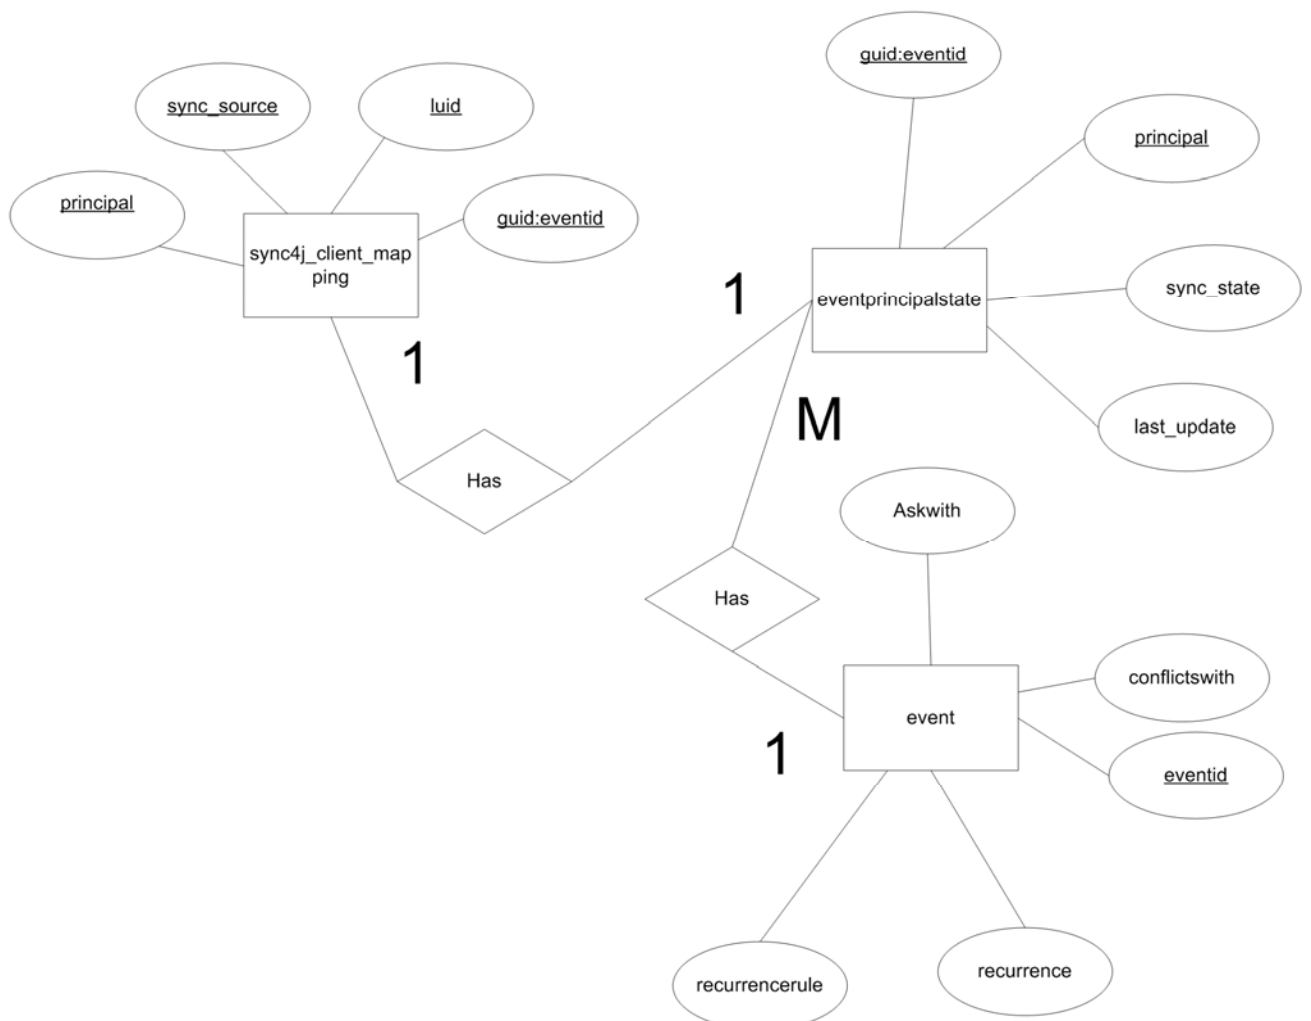 guid:eventid
sync_source
luid
principal
principal
guid:eventid
sync4j_client_map
ping
sync_state
1
eventprincipalstate
1
M
last_update
Has
Askwith
Has
conflictswith
event
1
eventid
recurrencerule
recurrence